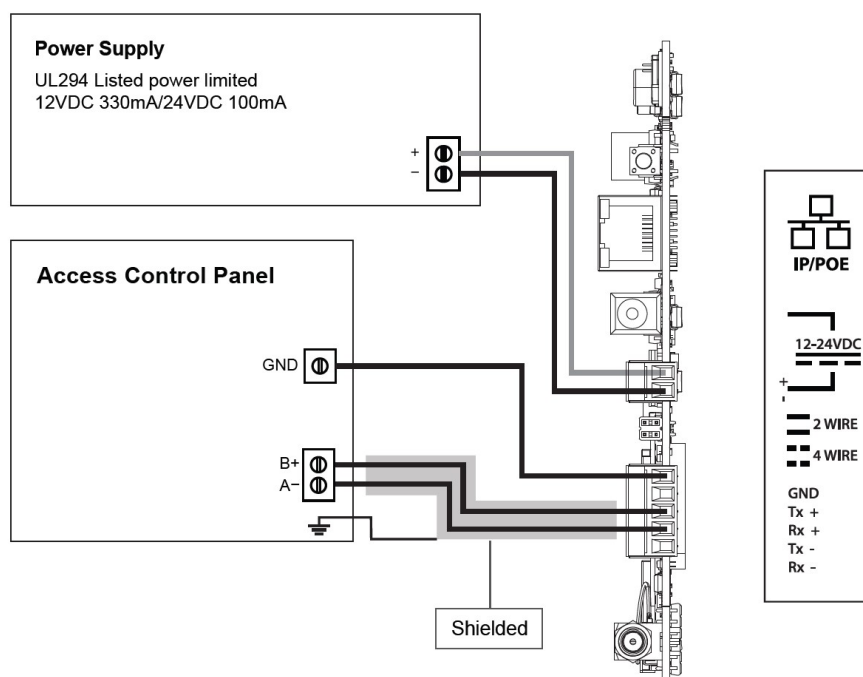 Power Supply
UL294 Listed power limited
12VDC 330mA/24VDC 100mA
+
−
Access Control Panel
GND
B+
A−
Shielded
IP/POE
12-24VDC
+
-
2 WIRE
4 WIRE
GND
Tx +
Rx +
Tx -
Rx -